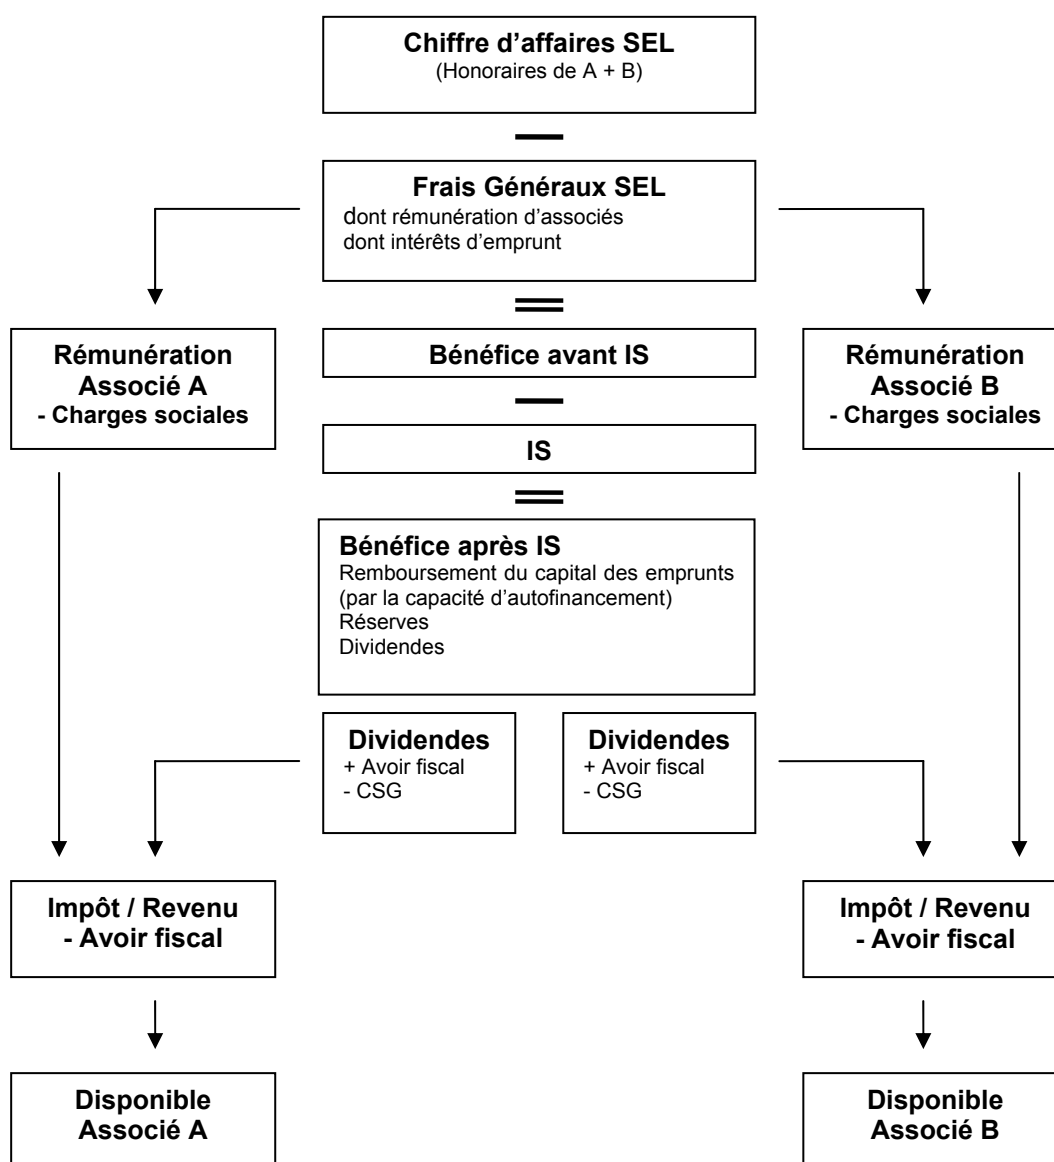 Chiffre d'affaires SEL
(Honoraires de A + B)
Frais Généraux SEL
dont rémunération d'associés
dont intérêts d'emprunt
Rémunération
Associé A
- Charges sociales
Bénéfice avant IS
Rémunération
Associé B
- Charges sociales
IS
Bénéfice après IS
Remboursement du capital des emprunts
(par la capacité d'autofinancement)
Réserves
Dividendes
Dividendes
+ Avoir fiscal
- CSG
Dividendes
+ Avoir fiscal
- CSG
Impôt / Revenu
- Avoir fiscal
Impôt / Revenu
- Avoir fiscal
Disponible
Associé A
Disponible
Associé B